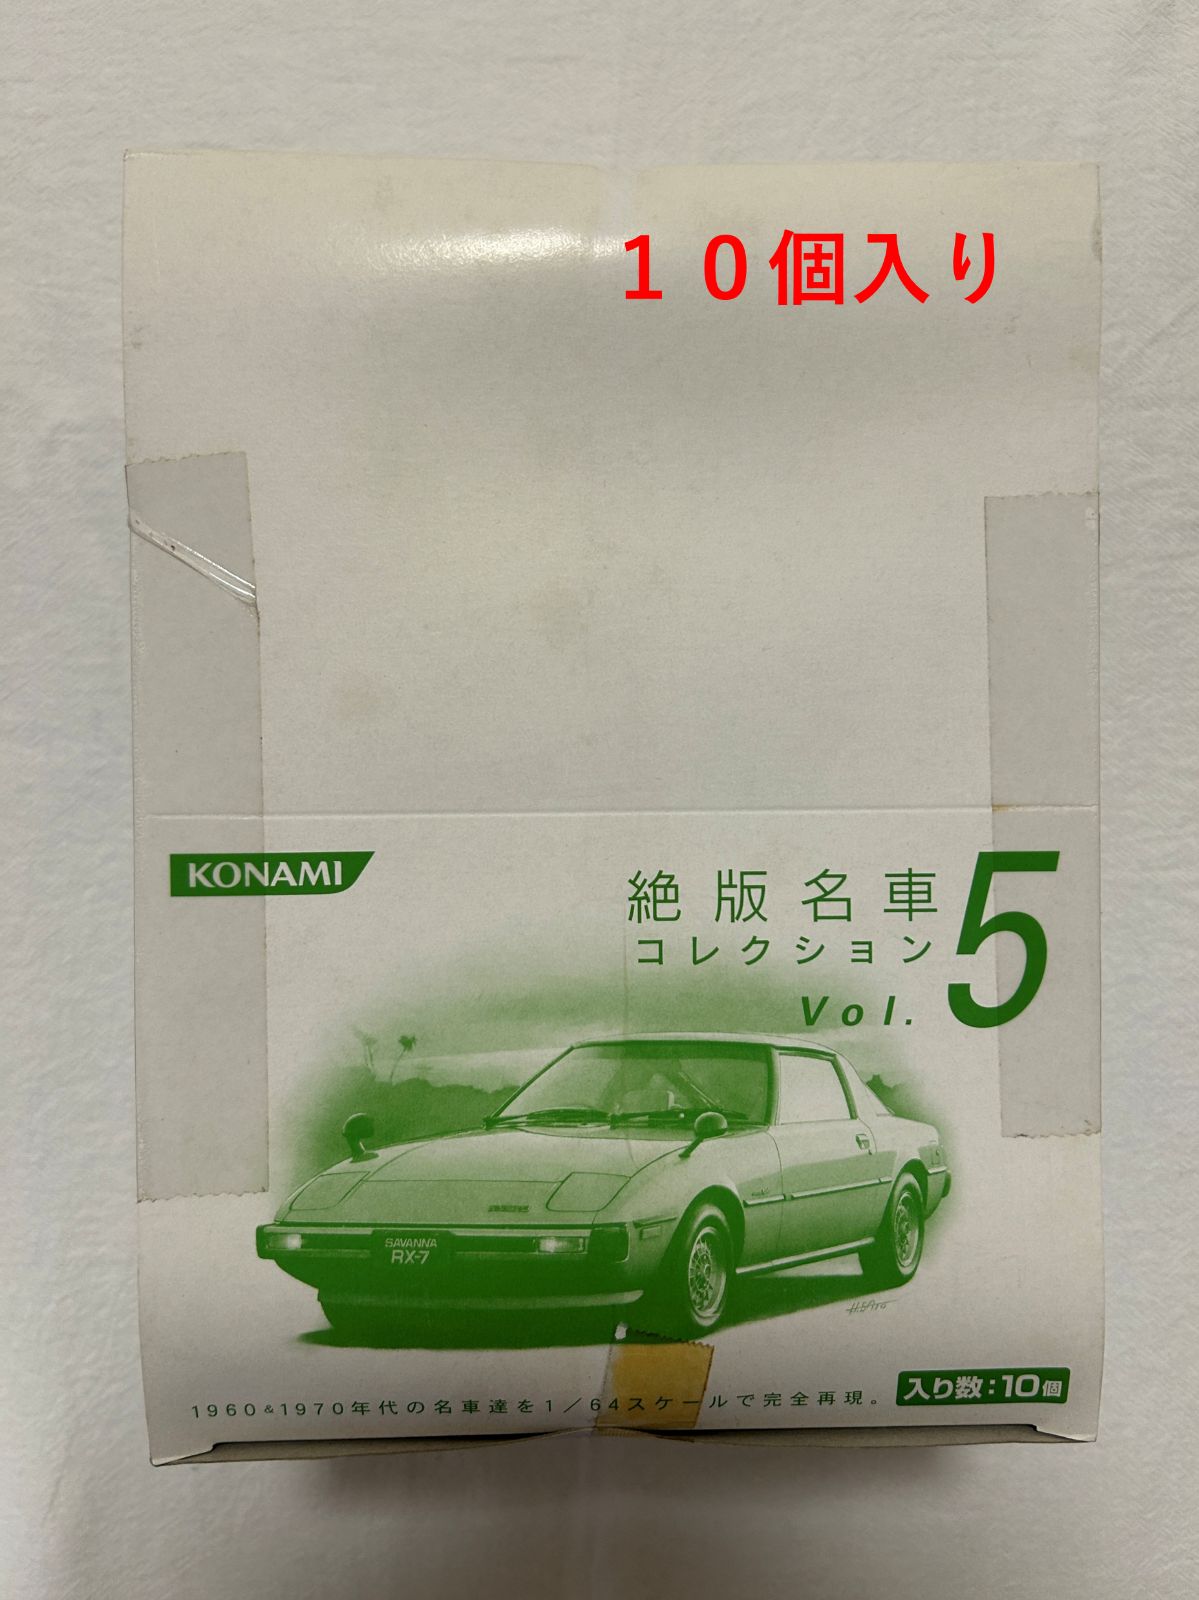 １０個入り
KONAMI
絶版名車
コレクション
Vol. 5
SAVANNA
RX-7
H.SATO
入り数:10個
1960&1970年代の名車達を1／64スケールで完全再現。